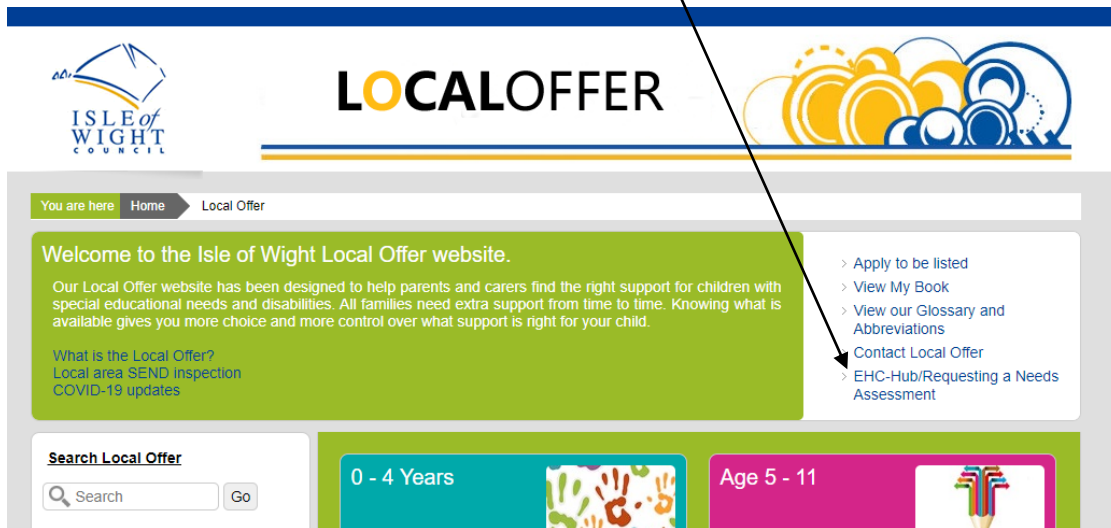 ISLE of
WIGHT
COUNCIL
LOCALOFFER
You are here Home Local Offer
Welcome to the Isle of Wight Local Offer website.
Our Local Offer website has been designed to help parents and carers find the right support for children with
special educational needs and disabilities. All families need extra support from time to time. Knowing what is
available gives you more choice and more control over what support is right for your child.
What is the Local Offer?
Local area SEND inspection
COVID-19 updates
> Apply to be listed
> View My Book
> View our Glossary and
Abbreviations
> Contact Local Offer
> EHC-Hub/Requesting a Needs
Assessment
Search Local Offer
Search Go
0 - 4 Years
Age 5 - 11